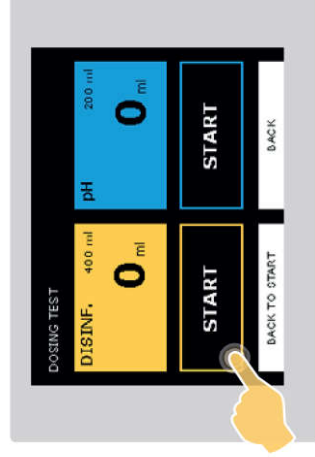 DOSING TEST
DISINF. 400 ml
0 ml
pH 200 ml
0 ml
START
START
BACK TO START
BACK